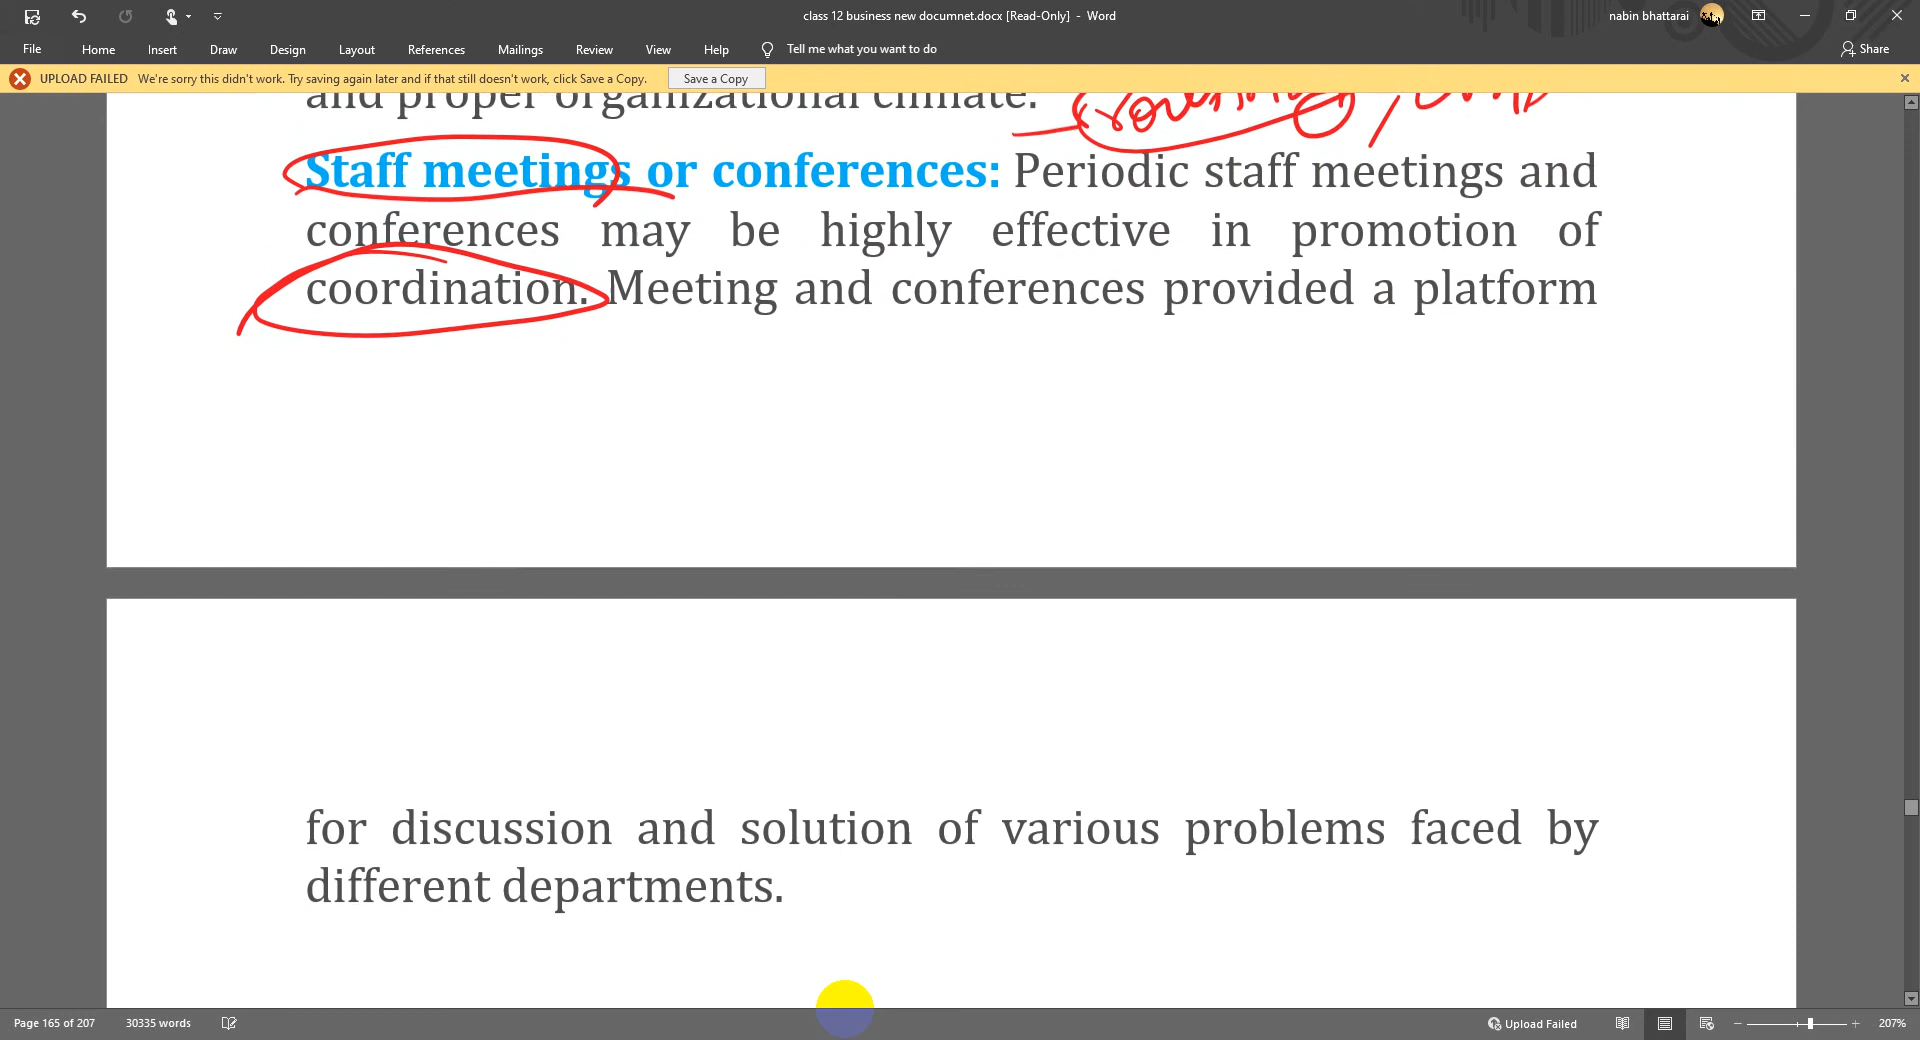 class 12 business new documnet.docx [Read-Only] - Word
nabin bhattarai
File Home Insert Draw Design Layout References Mailings Review View Help Tell me what you want to do
Share
UPLOAD FAILED We're sorry this didn't work. Try saving again later and if that still doesn't work, click Save a Copy. Save a Copy
and proper organizational climate.
Staff meetings or conferences: Periodic staff meetings and
conferences may be highly effective in promotion of
coordination. Meeting and conferences provided a platform
for discussion and solution of various problems faced by
different departments.
Page 165 of 207 30335 words
Upload Failed
207%